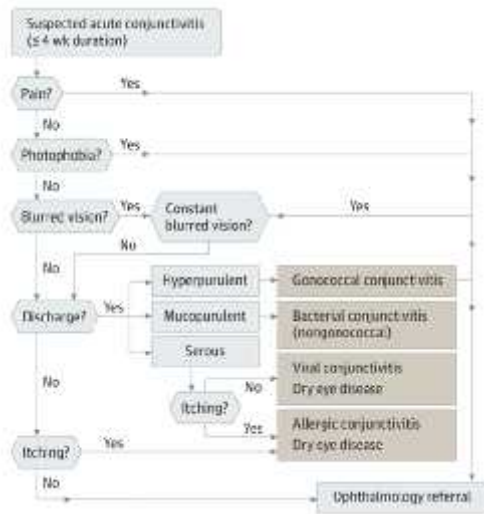 Suspected acute conjunctivitis
(≤4 wk duration)
Pain?
Yes
No
Photophobia?
Yes
No
Blurred vision?
Yes
Constant
blurred vision?
Yes
No
No
Discharge?
Yes
Hyperpurulent
Gonococcal conjunctivitis
Mucopurulent
Bacterial conjunctivitis
(nongonococcal)
Serous
No
Itching?
No
Viral conjunctivitis
Dry eye disease
Yes
Allergic conjunctivitis
Dry eye disease
Itching?
Yes
No
Ophthalmology referral